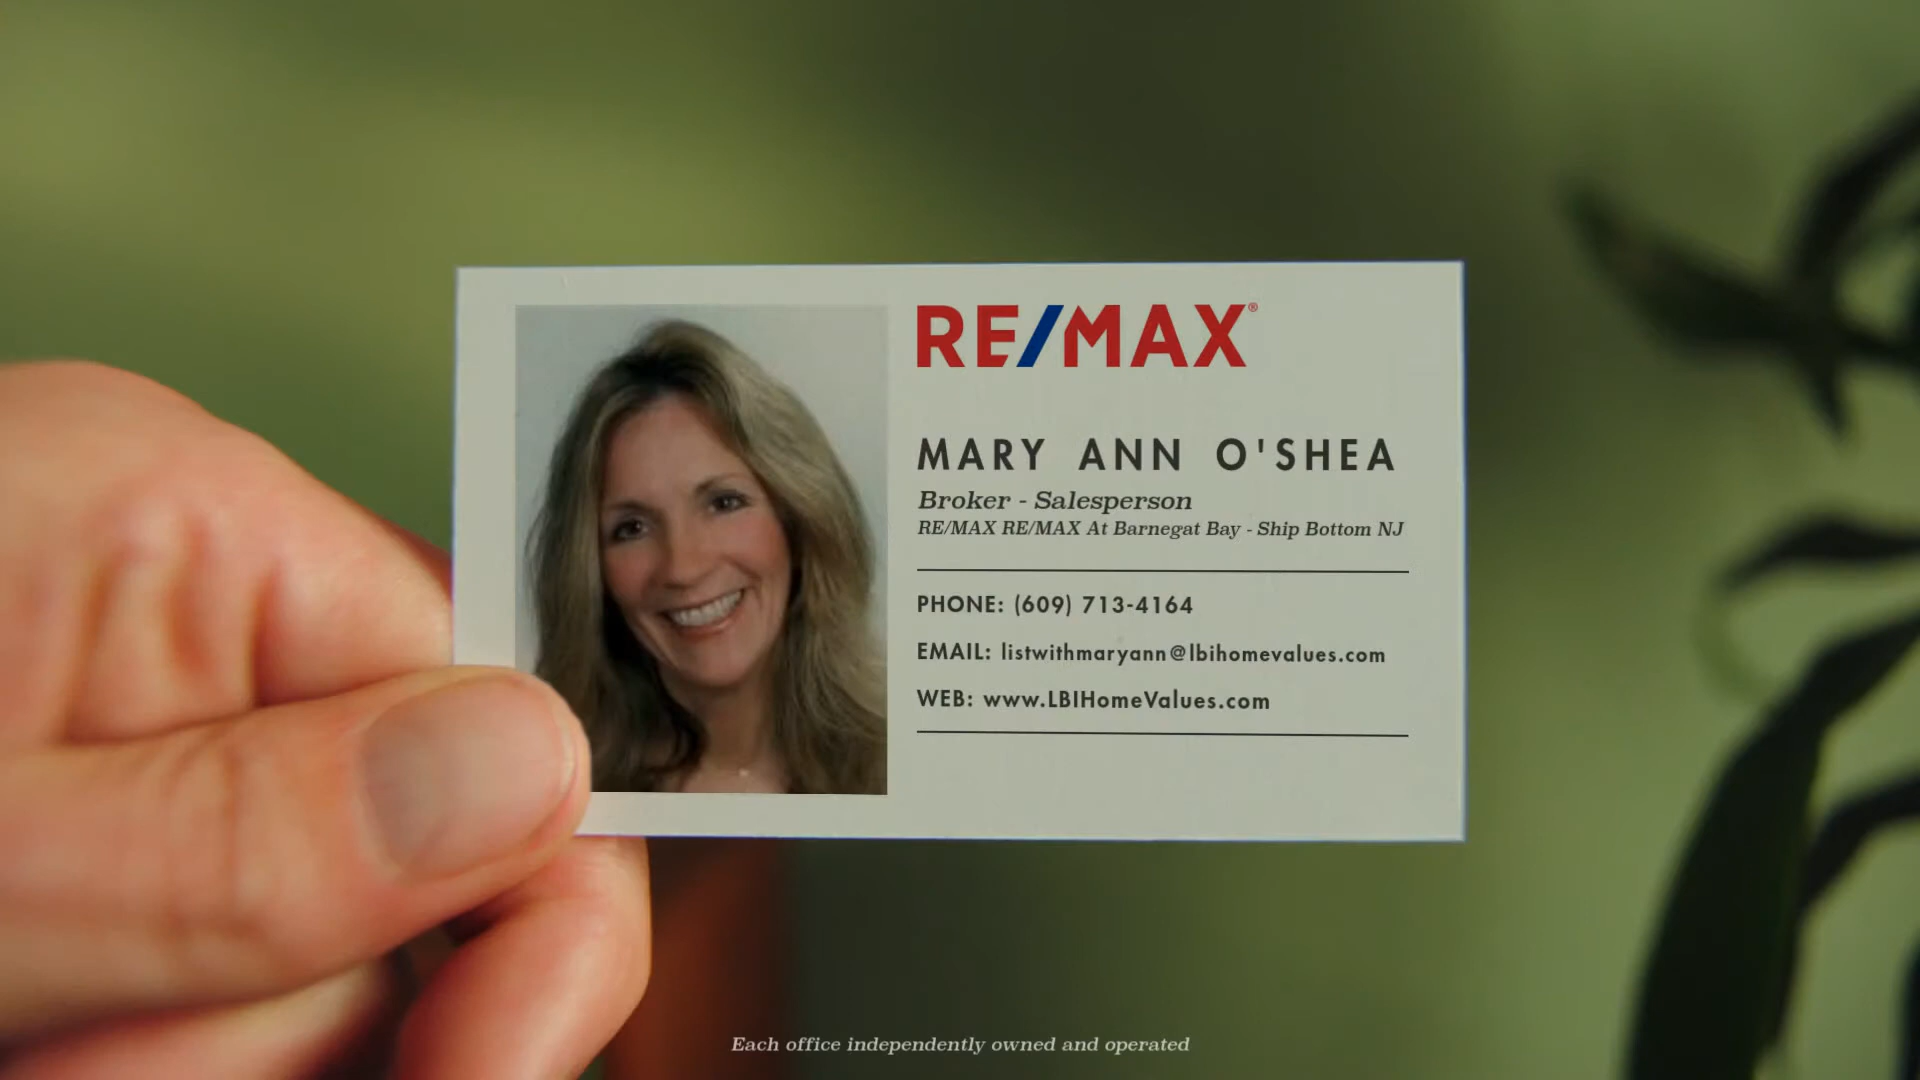 RE/MAX®
MARY ANN O'SHEA
Broker - Salesperson
RE/MAX RE/MAX At Barnegat Bay - Ship Bottom NJ
PHONE: (609) 713-4164
EMAIL: listwithmaryann@lbihomevalues.com
WEB: www.LBIHomeValues.com
Each office independently owned and operated